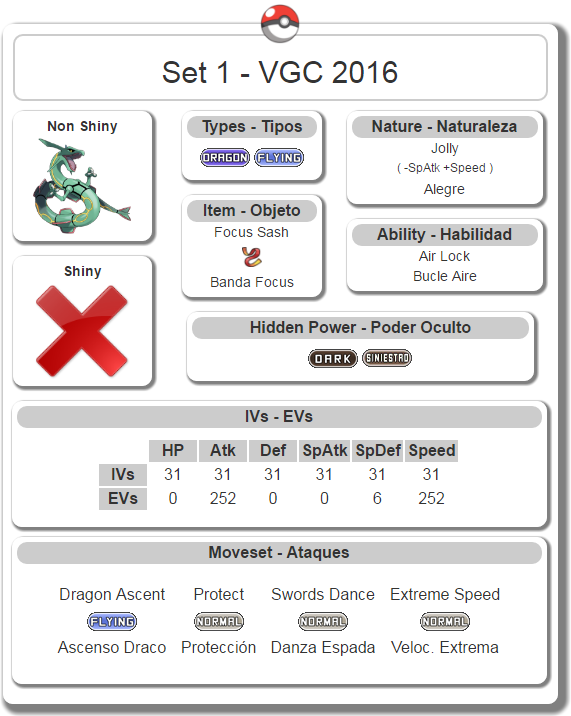 Set 1 - VGC 2016
Non Shiny
Shiny
Types - Tipos
DRAGON FLYING
Item - Objeto
Focus Sash
Banda Focus
Nature - Naturaleza
Jolly
( -SpAtk +Speed )
Alegre
Ability - Habilidad
Air Lock
Bucle Aire
Hidden Power - Poder Oculto
DARK SINIESTRO
IVs - EVs
HP Atk Def SpAtk SpDef Speed
IVs 31 31 31 31 31 31
EVs 0 252 0 0 6 252
Moveset - Ataques
Dragon Ascent Protect Swords Dance Extreme Speed
FLYING NORMAL NORMAL NORMAL
Ascenso Draco Protección Danza Espada Veloc. Extrema